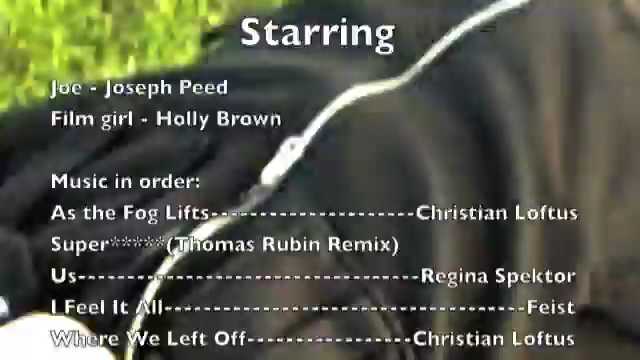 Starring
Joe - Joseph Peed
Film girl - Holly Brown
Music in order:
As the Fog Lifts---------------------Christian Loftus
Super*****(Thomas Rubin Remix)
Us-----------------------------------Regina Spektor
I Feel It All-------------------------------------Feist
Where We Left Off-----------------Christian Loftus